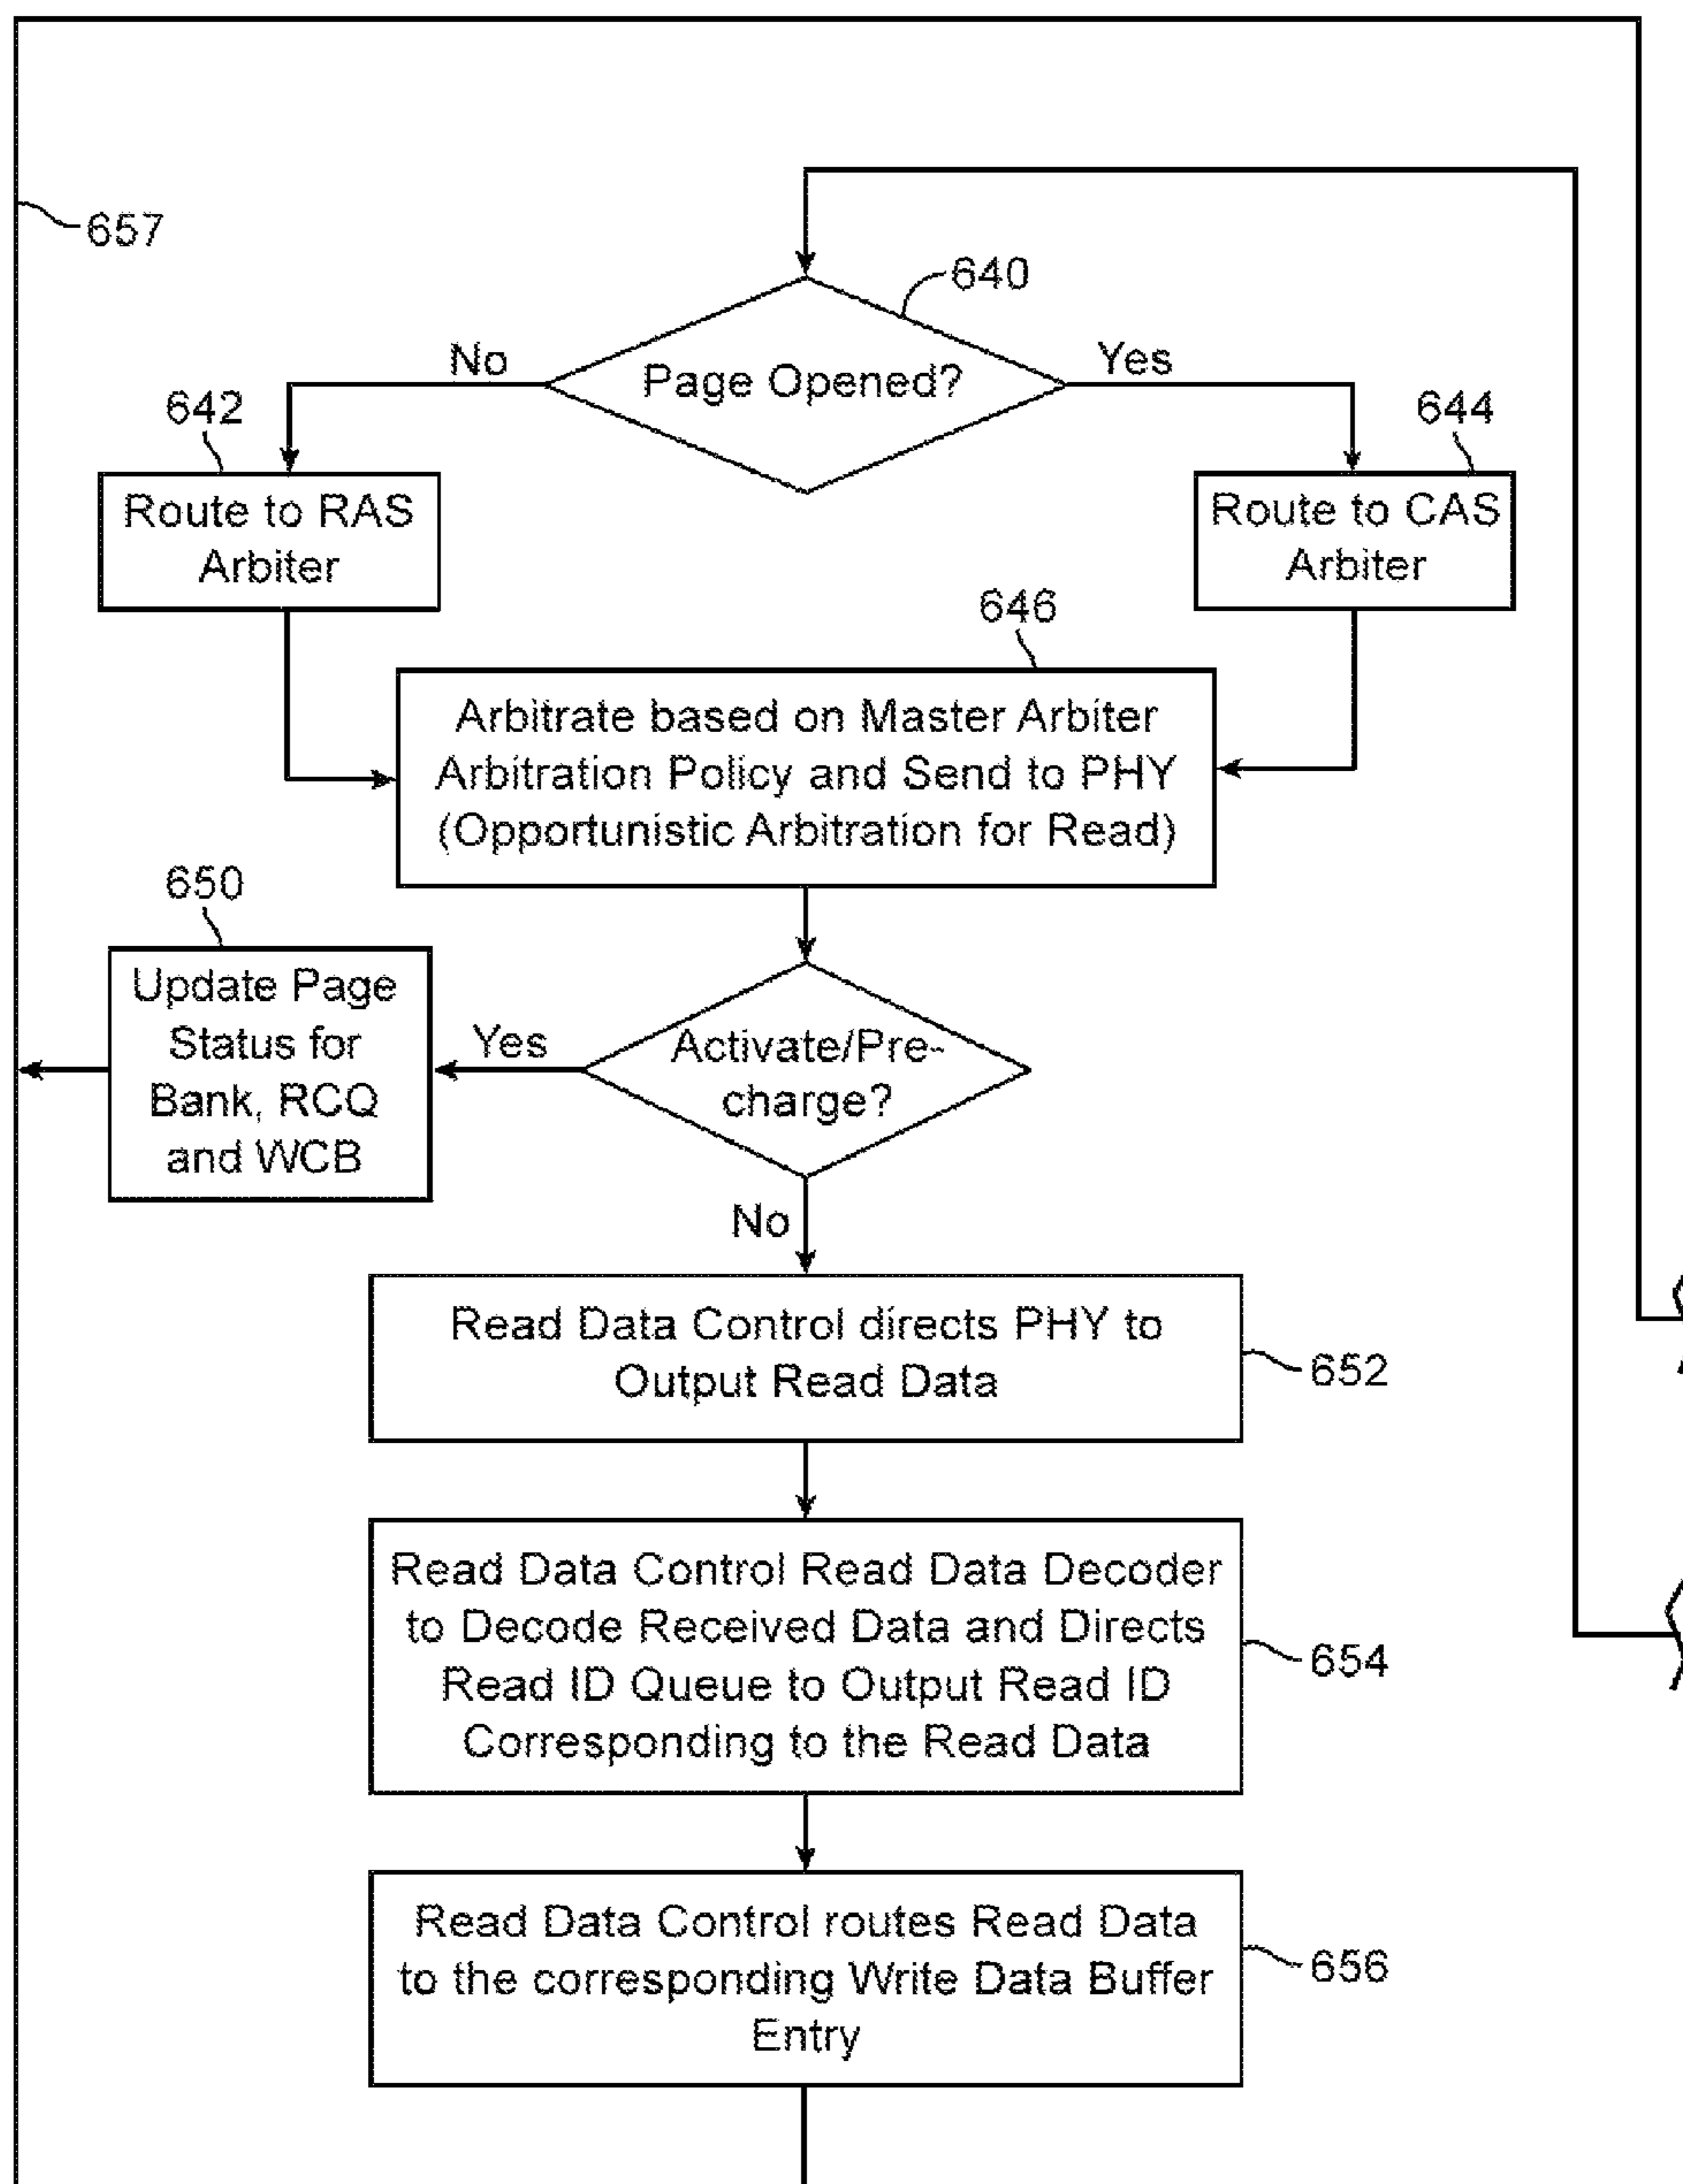 657
640
No
Page Opened?
Yes
642
644
Route to RAS
Arbiter
Route to CAS
Arbiter
646
Arbitrate based on Master Arbiter
Arbitration Policy and Send to PHY
(Opportunistic Arbitration for Read)
650
Update Page
Status for
Bank, RCQ
and WCB
Yes
Activate/Pre-
charge?
No
Read Data Control directs PHY to
Output Read Data
652
Read Data Control Read Data Decoder
to Decode Received Data and Directs
Read ID Queue to Output Read ID
Corresponding to the Read Data
654
Read Data Control routes Read Data
to the corresponding Write Data Buffer
Entry
656